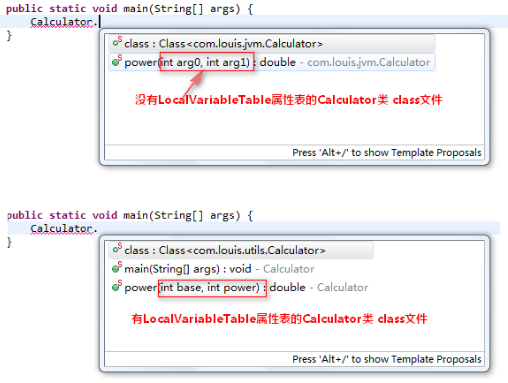 public static void main(String[] args) {
Calculator.
}
class : Class<com.louis.jvm.Calculator>
power(int arg0, int arg1) : double - com.louis.jvm.Calculator
没有LocalVariableTable属性表的Calculator类 class文件
Press 'Alt+/' to show Template Proposals
public static void main(String[] args) {
Calculator.
}
class : Class<com.louis.utils.Calculator>
main(String[] args) : void - Calculator
power(int base, int power) : double - Calculator
有LocalVariableTable属性表的Calculator类 class文件
Press 'Alt+/' to show Template Proposals